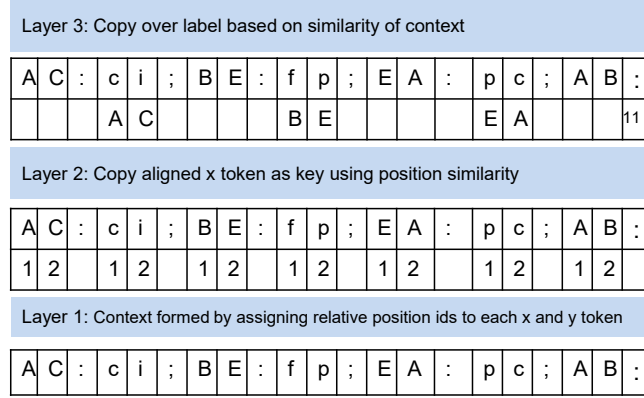 Layer 3: Copy over label based on similarity of context
A C : c i ; B E : f p ; E A : p c ; A B :
A C B E E A 11
Layer 2: Copy aligned x token as key using position similarity
A C : c i ; B E : f p ; E A : p c ; A B :
1 2 1 2 1 2 1 2 1 2 1 2 1 2
Layer 1: Context formed by assigning relative position ids to each x and y token
A C : c i ; B E : f p ; E A : p c ; A B :